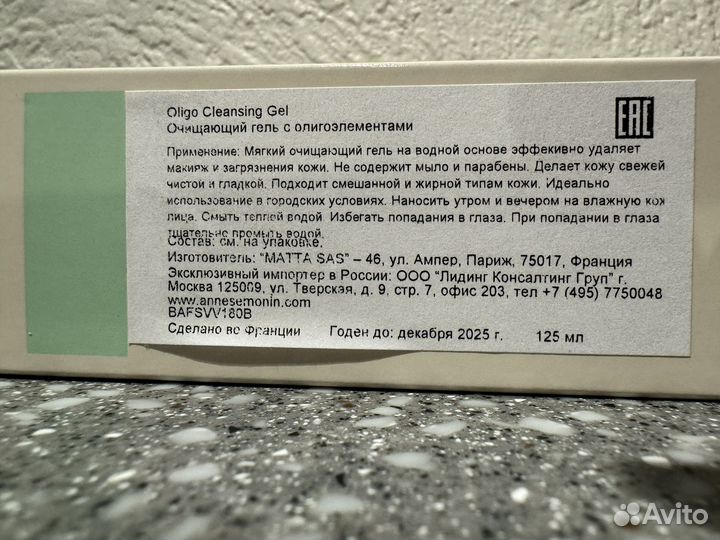 Oligo Cleansing Gel
Очищающий гель с олигоэлементами
EAC
Применение: Мягкий очищающий гель на водной основе эффекивно удаляет
макияж и загрязнения кожи. Не содержит мыло и парабены. Делает кожу свежей
чистой и гладкой. Подходит смешанной и жирной типам кожи. Идеально
использование в городских условиях. Наносить утром и вечером на влажную кож
лица. Смыть теплей водой. Избегать попадания в глаза. При попадании в глаза
тщательно промыть водой.
Состав: см. на упаковке.
Изготовитель: "MATTA SAS" – 46, ул. Ампер, Париж, 75017, Франция
Эксклюзивный импортер в России: ООО "Лидинг Консалтинг Груп" г.
Москва 125009, ул. Тверская, д. 9, стр. 7, офис 203, тел +7 (495) 7750048
www.annesemonin.com
BAFSVV180B
Сделано во Франции Годен до: декабря 2025 г. 125 мл
Avito